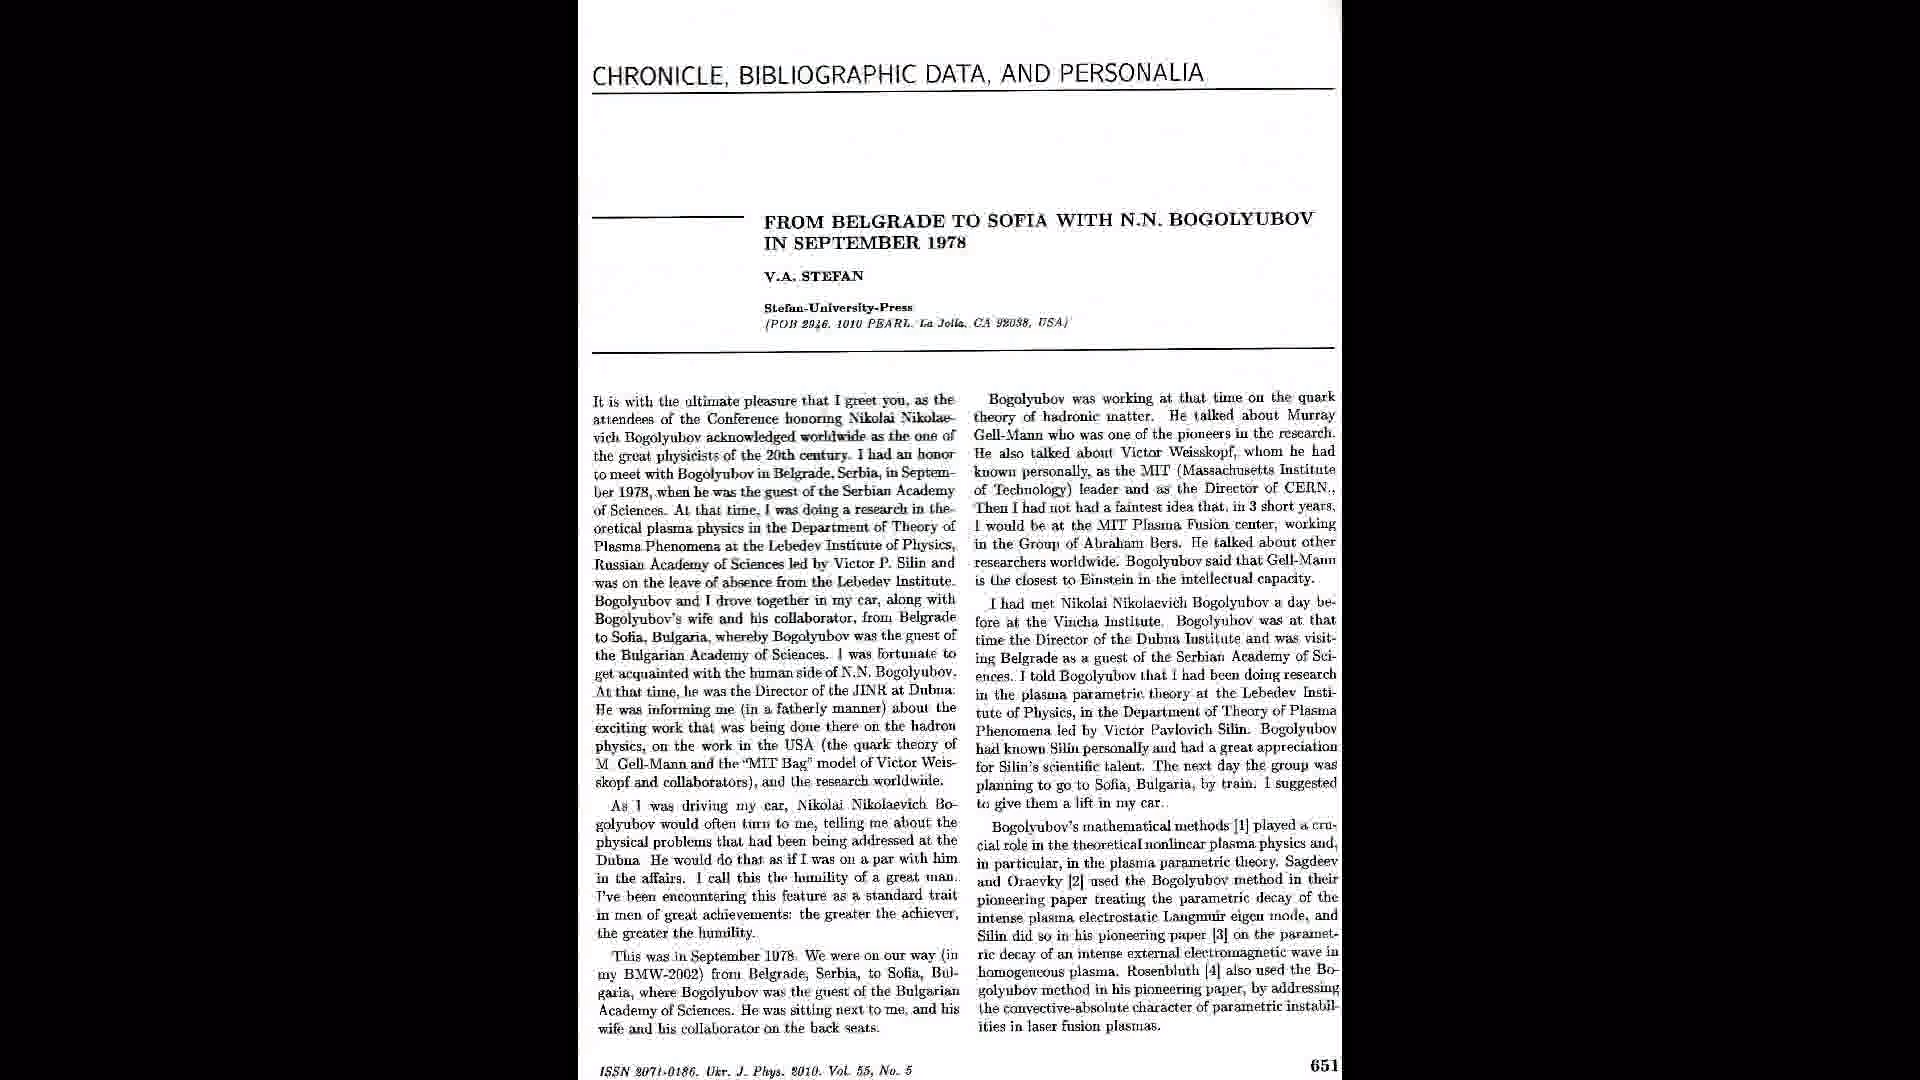 CHRONICLE, BIBLIOGRAPHIC DATA, AND PERSONALIA
FROM BELGRADE TO SOFIA WITH N.N. BOGOLYUBOV
IN SEPTEMBER 1978
V.A. STEFAN
Stefan-University-Press
(POB 2946, 1010 PEARL, La Jolla, CA 92038, USA)
It is with the ultimate pleasure that I greet you, as the
attendees of the Conference honoring Nikolai Nikolae-
vich Bogolyubov acknowledged worldwide as the one of
the great physicists of the 20th century. I had an honor
to meet with Bogolyubov in Belgrade, Serbia, in Septem-
ber 1978, when he was the guest of the Serbian Academy
of Sciences. At that time, I was doing a research in the-
oretical plasma physics in the Department of Theory of
Plasma Phenomena at the Lebedev Institute of Physics,
Russian Academy of Sciences led by Victor P. Silin and
was on the leave of absence from the Lebedev Institute.
Bogolyubov and I drove together in my car, along with
Bogolyubov's wife and his collaborator, from Belgrade
to Sofia, Bulgaria, whereby Bogolyubov was the guest of
the Bulgarian Academy of Sciences. I was fortunate to
get acquainted with the human side of N.N. Bogolyubov.
At that time, he was the Director of the JINR at Dubna.
He was informing me (in a fatherly manner) about the
exciting work that was being done there on the hadron
physics, on the work in the USA (the quark theory of
M. Gell-Mann and the "MIT Bag" model of Victor Weis-
skopf and collaborators), and the research worldwide.
As I was driving my car, Nikolai Nikolaevich Bo-
golyubov would often turn to me, telling me about the
physical problems that had been being addressed at the
Dubna. He would do that as if I was on a par with him
in the affairs. I call this the humility of a great man.
I've been encountering this feature as a standard trait
in men of great achievements: the greater the achiever,
the greater the humility.
This was in September 1978. We were on our way (in
my BMW-2002) from Belgrade, Serbia, to Sofia, Bul-
garia, where Bogolyubov was the guest of the Bulgarian
Academy of Sciences. He was sitting next to me, and his
wife and his collaborator on the back seats.
Bogolyubov was working at that time on the quark
theory of hadronic matter. He talked about Murray
Gell-Mann who was one of the pioneers in the research.
He also talked about Victor Weisskopf, whom he had
known personally, as the MIT (Massachusetts Institute
of Technology) leader and as the Director of CERN.,
Then I had not had a faintest idea that, in 3 short years,
I would be at the MIT Plasma Fusion center, working
in the Group of Abraham Bers. He talked about other
researchers worldwide. Bogolyubov said that Gell-Mann
is the closest to Einstein in the intellectual capacity.
I had met Nikolai Nikolaevich Bogolyubov a day be-
fore at the Vincha Institute. Bogolyubov was at that
time the Director of the Dubna Institute and was visit-
ing Belgrade as a guest of the Serbian Academy of Sci-
ences. I told Bogolyubov that I had been doing research
in the plasma parametric theory at the Lebedev Insti-
tute of Physics, in the Department of Theory of Plasma
Phenomena led by Victor Pavlovich Silin. Bogolyubov
had known Silin personally and had a great appreciation
for Silin's scientific talent. The next day the group was
planning to go to Sofia, Bulgaria, by train. I suggested
to give them a lift in my car.
Bogolyubov's mathematical methods [1] played a cru-
cial role in the theoretical nonlinear plasma physics and,
in particular, in the plasma parametric theory. Sagdeev
and Oraevky [2] used the Bogolyubov method in their
pioneering paper treating the parametric decay of the
intense plasma electrostatic Langmuir eigen mode, and
Silin did so in his pioneering paper [3] on the paramet-
ric decay of an intense external electromagnetic wave in
homogeneous plasma. Rosenbluth [4] also used the Bo-
golyubov method in his pioneering paper, by addressing
the convective-absolute character of parametric instabil-
ities in laser fusion plasmas.
ISSN 2071-0186. Ukr. J. Phys. 2010. Vol. 55, No. 5
651